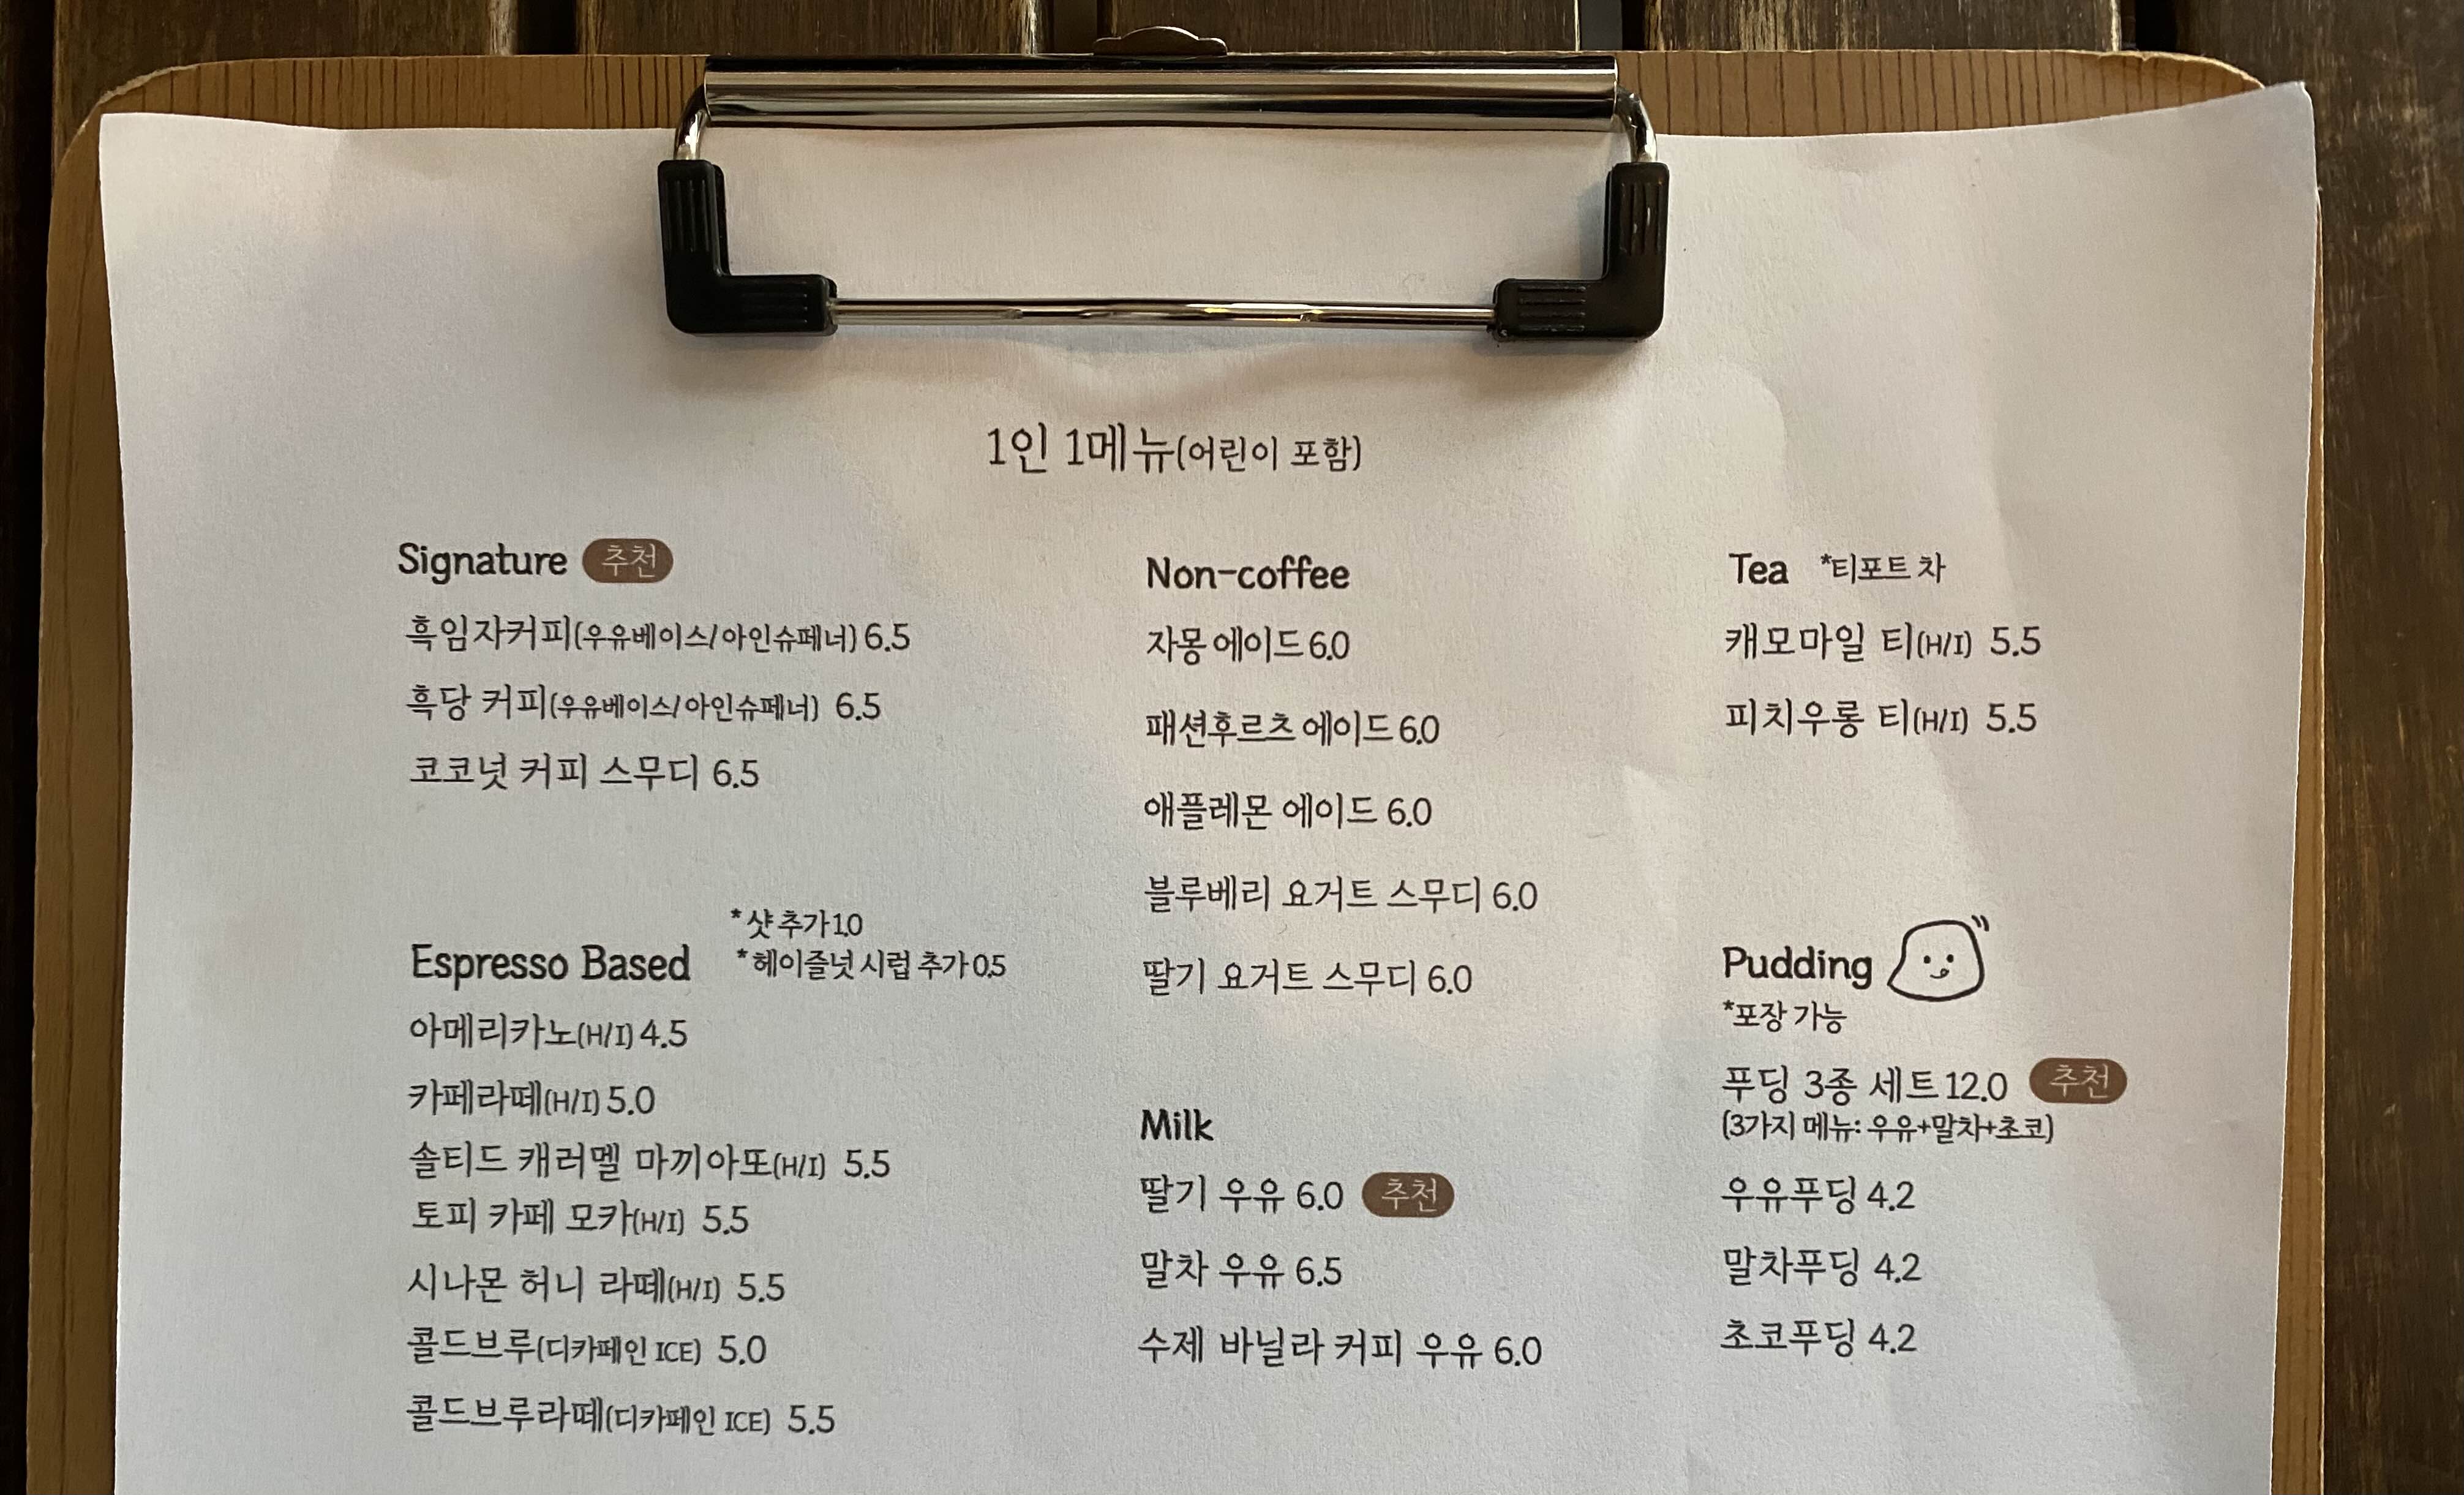 1인 1메뉴(어린이 포함)
Signature 추천
흑임자커피(우유베이스/아인슈페너) 6.5
흑당 커피(우유베이스/아인슈페너) 6.5
코코넛 커피 스무디 6.5
*샷 추가 1.0
*헤이즐넛 시럽 추가 0.5
Espresso Based
아메리카노(H/I) 4.5
카페라떼(H/I) 5.0
솔티드 캐러멜 마끼아또(H/I) 5.5
토피 카페 모카(H/I) 5.5
시나몬 허니 라떼(H/I) 5.5
콜드브루(디카페인 ICE) 5.0
콜드브루라떼(디카페인 ICE) 5.5
Non-coffee
자몽 에이드 6.0
패션후르츠 에이드 6.0
애플레몬 에이드 6.0
블루베리 요거트 스무디 6.0
딸기 요거트 스무디 6.0
Milk
딸기 우유 6.0 추천
말차 우유 6.5
수제 바닐라 커피 우유 6.0
Tea *티포트 차
캐모마일 티(H/I) 5.5
피치우롱 티(H/I) 5.5
Pudding
*포장 가능
푸딩 3종 세트 12.0 추천
(3가지 메뉴: 우유+말차+초코)
우유푸딩 4.2
말차푸딩 4.2
초코푸딩 4.2